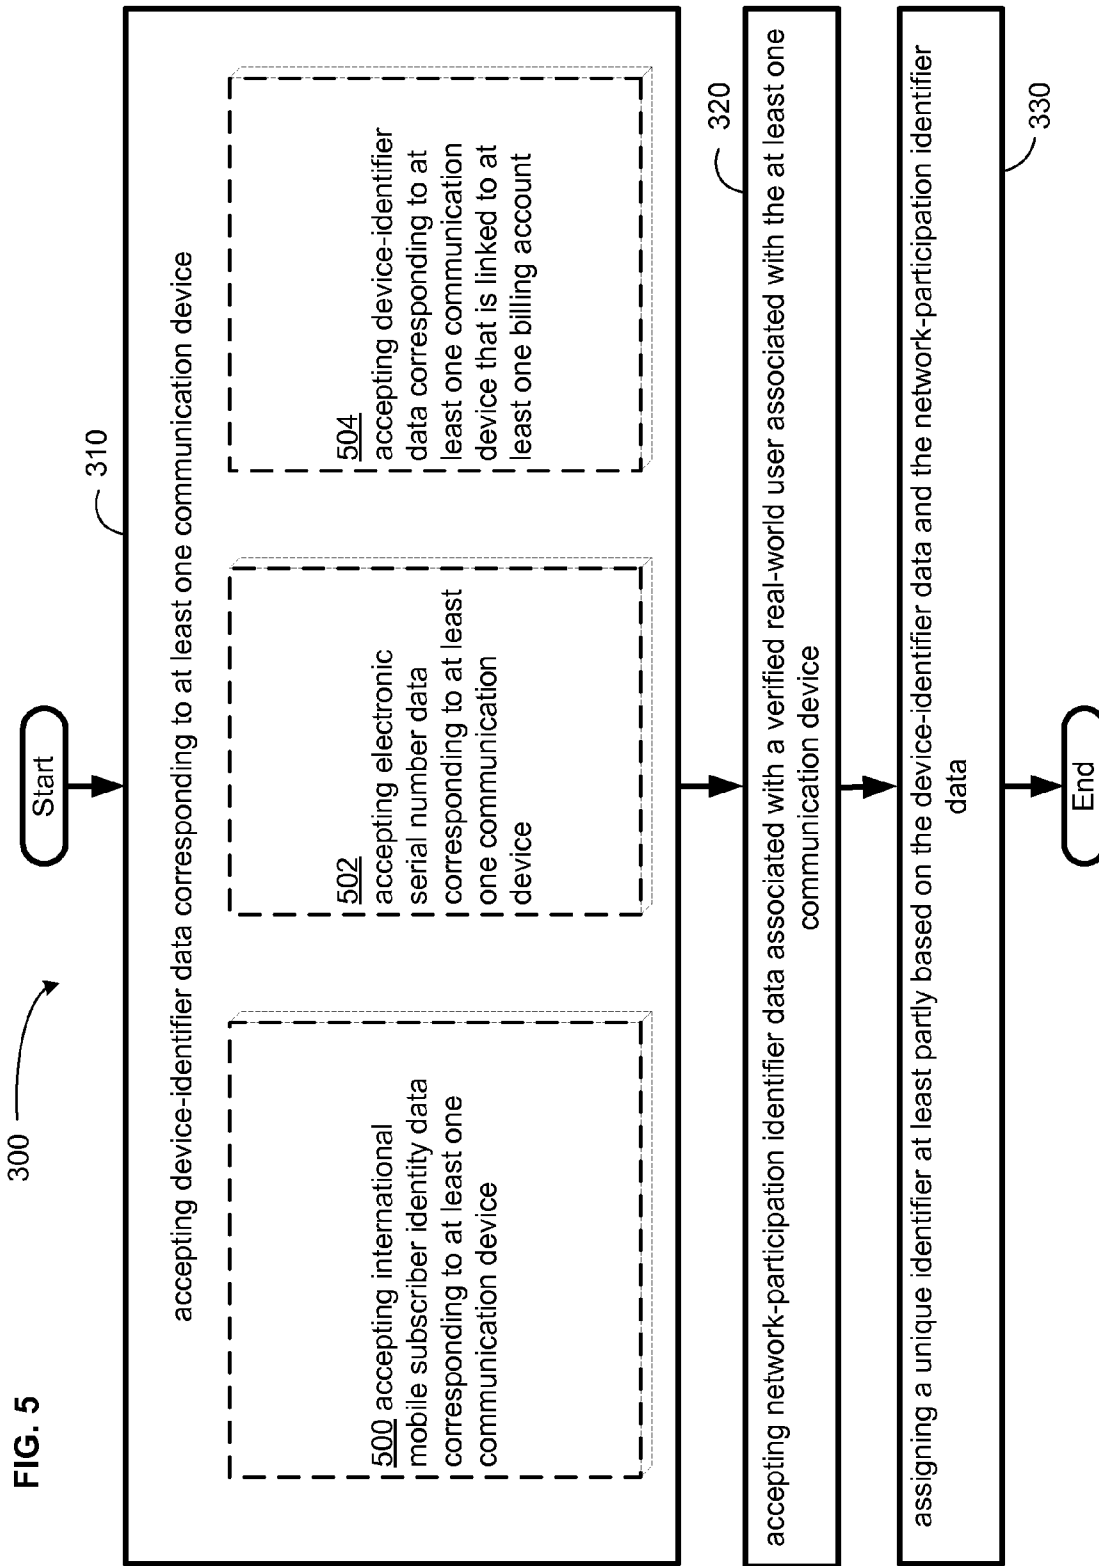 FIG. 5
300
Start
310
accepting device-identifier data corresponding to at least one communication device
500 accepting international
mobile subscriber identity data
corresponding to at least one
communication device
502
accepting electronic
serial number data
corresponding to at least
one communication
device
504
accepting device-identifier
data corresponding to at
least one communication
device that is linked to at
least one billing account
320
accepting network-participation identifier data associated with a verified real-world user associated with the at least one
communication device
330
assigning a unique identifier at least partly based on the device-identifier data and the network-participation identifier
data
End